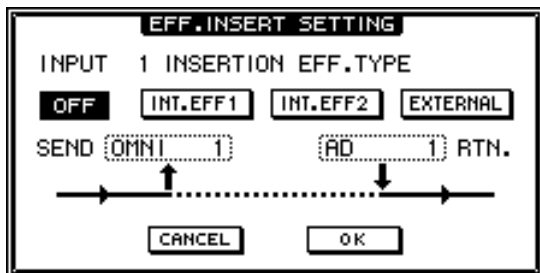 EFF.INSERT SETTING
INPUT 1 INSERTION EFF.TYPE
OFF INT.EFF1 INT.EFF2 EXTERNAL
SEND OMNI 1 AD 1 RTN.
CANCEL OK